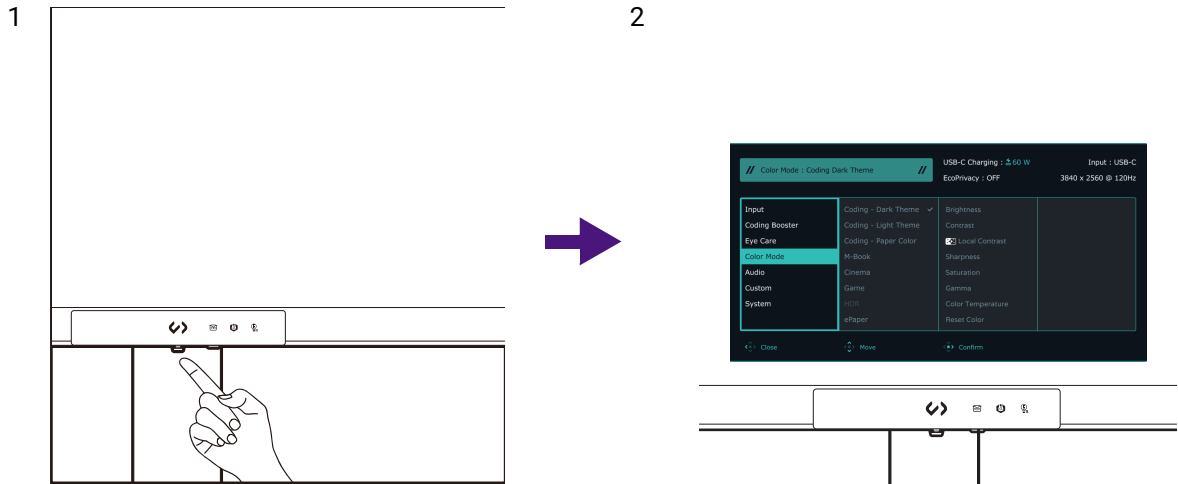 1
2
// Color Mode : Coding Dark Theme //
USB-C Charging : 60 W
Input : USB-C
EcoPrivacy : OFF
3840 x 2560 @ 120Hz
Input
Coding Booster
Eye Care
Color Mode
Audio
Custom
System
Coding - Dark Theme
Coding - Light Theme
Coding - Paper Color
M-Book
Cinema
Game
HDR
ePaper
Brightness
Contrast
Local Contrast
Sharpness
Saturation
Gamma
Color Temperature
Reset Color
Close
Move
Confirm